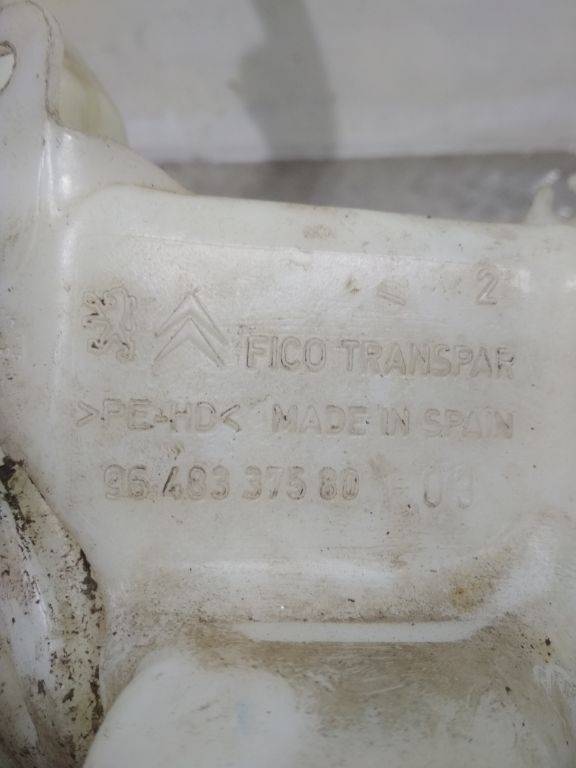 2
FICO TRANSPAR
>PE-HD< MADE IN SPAIN
96 483 375 80 - 03